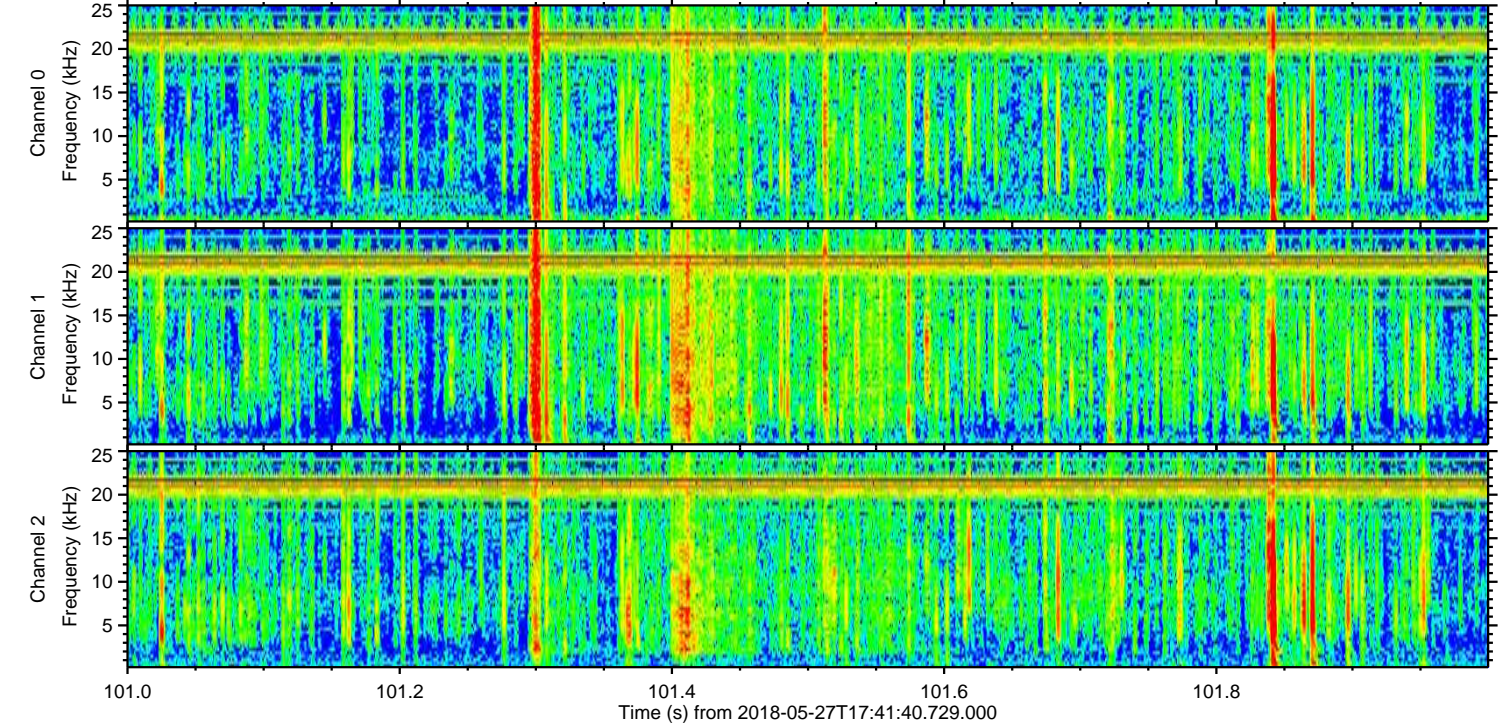 25
20
15
10
5
Channel 0
Frequency (kHz)
25
20
15
10
5
Channel 1
Frequency (kHz)
25
20
15
10
5
Channel 2
Frequency (kHz)
101.0 101.2 101.4 101.6 101.8
Time (s) from 2018-05-27T17:41:40.729.000